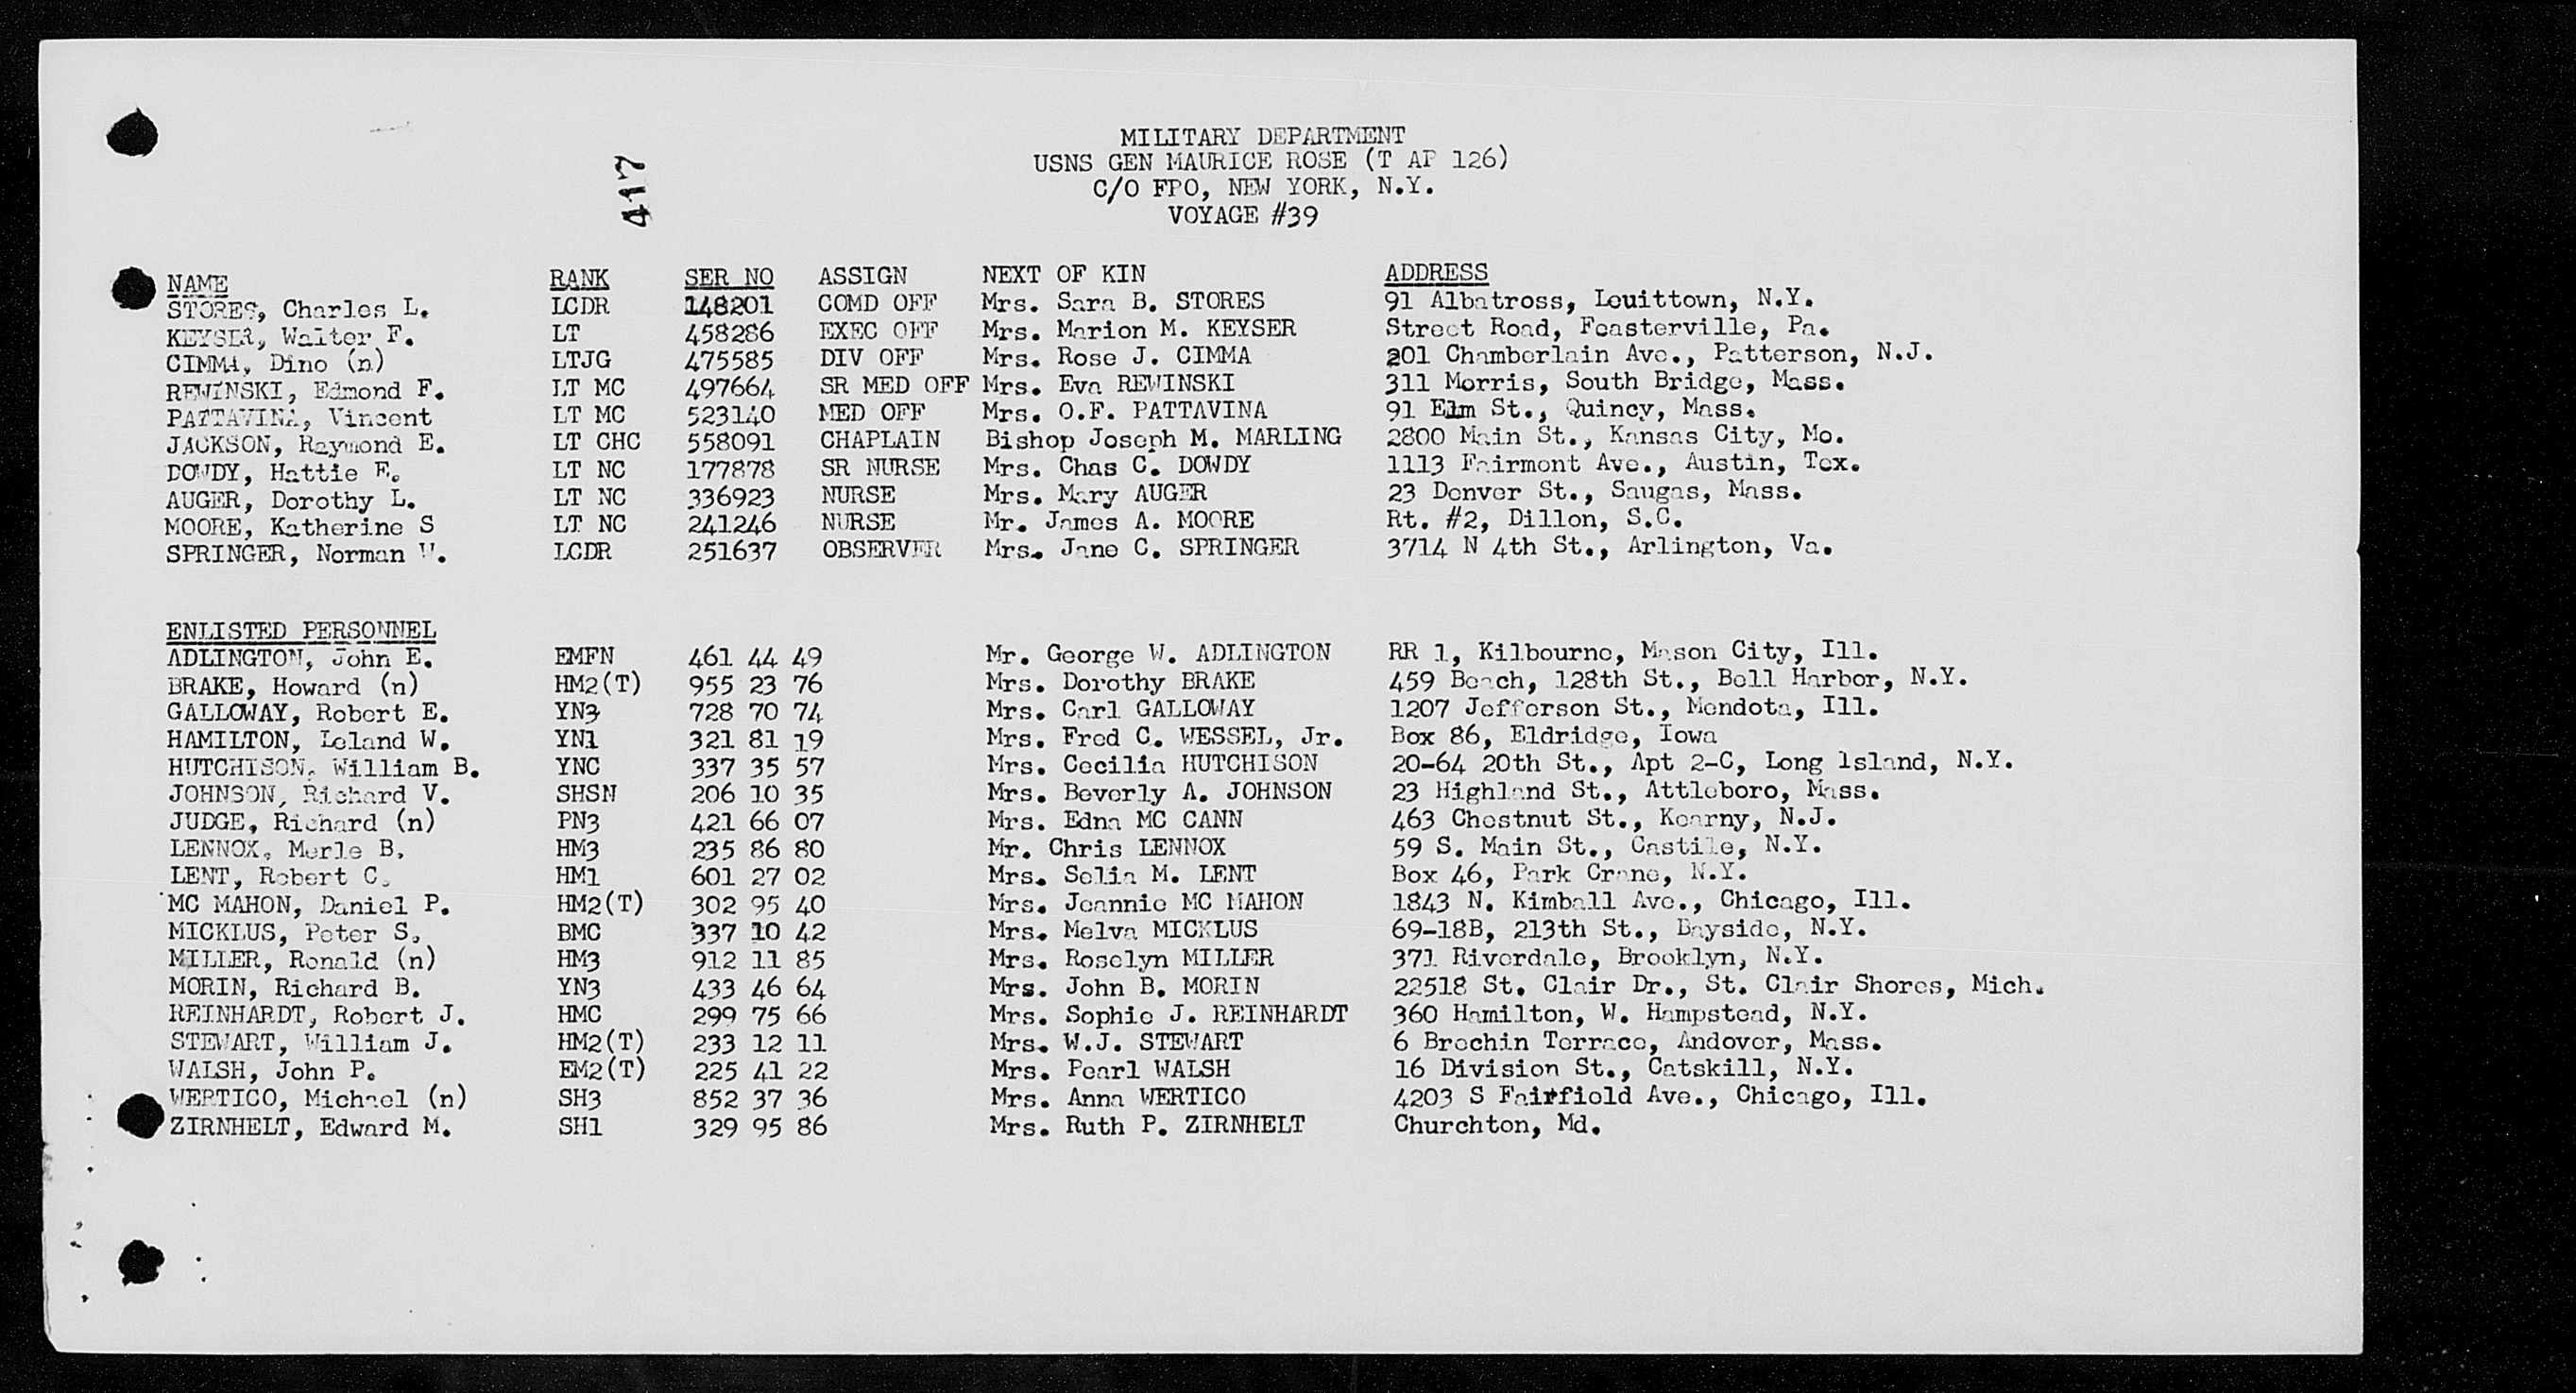 MILITARY DEPARTMENT
USNS GEN MAURICE ROSE (T AP 126)
C/O FPO, NEW YORK, N.Y.
VOYAGE #39
417
NAME RANK SER NO ASSIGN NEXT OF KIN ADDRESS
STORES, Charles L. LCDR 148201 COMD OFF Mrs. Sara B. STORES 91 Albatross, Louittown, N.Y.
KEYSER, Walter F. LT 458286 EXEC OFF Mrs. Marion M. KEYSER Street Road, Feasterville, Pa.
CIMMA, Dino (n) LTJG 475585 DIV OFF Mrs. Rose J. CIMMA 201 Chamberlain Ave., Patterson, N.J.
REWINSKI, Edmond F. LT MC 497664 SR MED OFF Mrs. Eva REWINSKI 311 Morris, South Bridge, Mass.
PATTAVINA, Vincent LT MC 523140 MED OFF Mrs. O.F. PATTAVINA 91 Elm St., Quincy, Mass.
JACKSON, Raymond E. LT CHC 558091 CHAPLAIN Bishop Joseph M. MARLING 2800 Main St., Kansas City, Mo.
DOWDY, Hattie E. LT NC 177878 SR NURSE Mrs. Chas C. DOWDY 1113 Fairmont Ave., Austin, Tex.
AUGER, Dorothy L. LT NC 336923 NURSE Mrs. Mary AUGER 23 Denver St., Saugas, Mass.
MOORE, Katherine S LT NC 241246 NURSE Mr. James A. MOORE Rt. #2, Dillon, S.C.
SPRINGER, Norman W. LCDR 251637 OBSERVER Mrs. Jane C. SPRINGER 3714 N 4th St., Arlington, Va.
ENLISTED PERSONNEL
ADLINGTON, John E. EMFN 461 44 49 Mr. George W. ADLINGTON RR 1, Kilbourne, Mason City, Ill.
BRAKE, Howard (n) HM2(T) 955 23 76 Mrs. Dorothy BRAKE 459 Beach, 128th St., Bell Harbor, N.Y.
GALLOWAY, Robert E. YN3 728 70 74 Mrs. Carl GALLOWAY 1207 Jefferson St., Mendota, Ill.
HAMILTON, Leland W. YN1 321 81 19 Mrs. Fred C. WESSEL, Jr. Box 86, Eldridge, Iowa
HUTCHISON, William B. YNC 337 35 57 Mrs. Cecilia HUTCHISON 20-64 20th St., Apt 2-C, Long Island, N.Y.
JOHNSON, Richard V. SHSN 206 10 35 Mrs. Beverly A. JOHNSON 23 Highland St., Attleboro, Mass.
JUDGE, Richard (n) PN3 421 66 07 Mrs. Edna MC CANN 463 Chestnut St., Kearny, N.J.
LENNOX, Merle B. HM3 235 86 80 Mr. Chris LENNOX 59 S. Main St., Castile, N.Y.
LENT, Robert C. HM1 601 27 02 Mrs. Selia M. LENT Box 46, Park Crane, N.Y.
MC MAHON, Daniel P. HM2(T) 302 95 40 Mrs. Jeannie MC MAHON 1843 N. Kimball Ave., Chicago, Ill.
MICKLUS, Peter S. BMC 337 10 42 Mrs. Melva MICKLUS 69-18B, 213th St., Bayside, N.Y.
MILLER, Ronald (n) HM3 912 11 85 Mrs. Roselyn MILLER 371 Riverdale, Brooklyn, N.Y.
MORIN, Richard B. YN3 433 46 64 Mrs. John B. MORIN 22518 St. Clair Dr., St. Clair Shores, Mich.
REINHARDT, Robert J. HMC 299 75 66 Mrs. Sophie J. REINHARDT 360 Hamilton, W. Hampstead, N.Y.
STEWART, William J. HM2(T) 233 12 11 Mrs. W.J. STEWART 6 Brechin Terrace, Andover, Mass.
WALSH, John P. EM2(T) 225 41 22 Mrs. Pearl WALSH 16 Division St., Catskill, N.Y.
WERTICO, Michael (n) SH3 852 37 36 Mrs. Anna WERTICO 4203 S Fairfield Ave., Chicago, Ill.
ZIRNHELT, Edward M. SH1 329 95 86 Mrs. Ruth P. ZIRNHELT Churchton, Md.